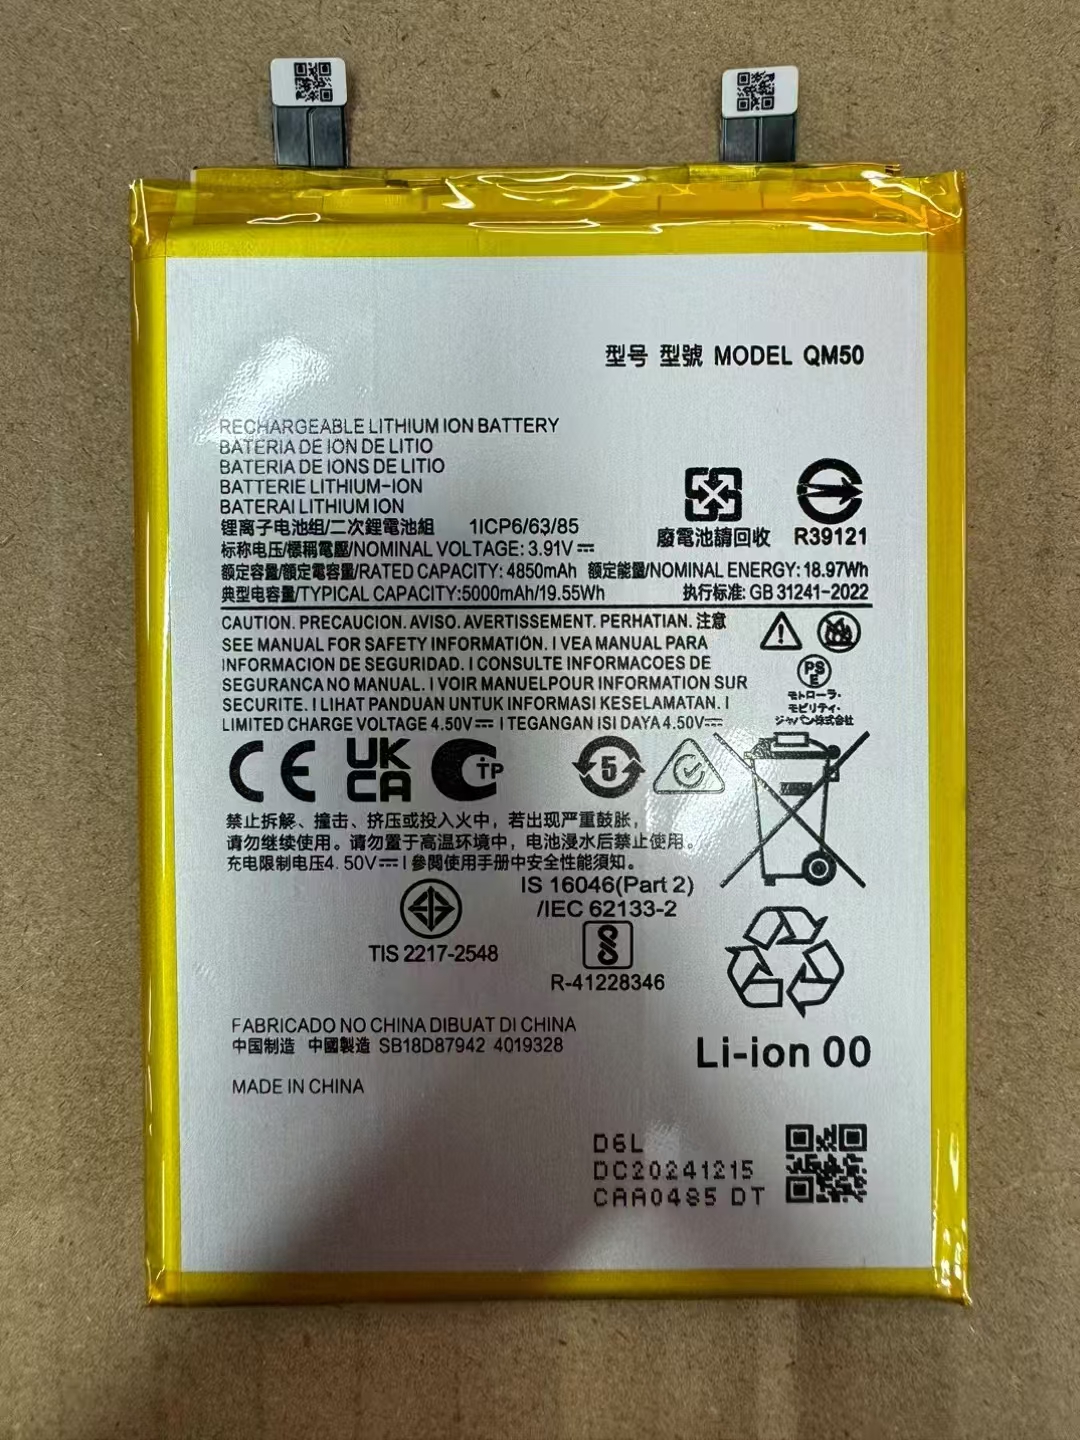 型号 型號 MODEL QM50
RECHARGEABLE LITHIUM ION BATTERY
BATERIA DE ION DE LITIO
BATERIA DE IONS DE LITIO
BATTERIE LITHIUM-ION
BATERAI LITHIUM ION
锂离子电池组/二次鋰電池組 1ICP6/63/85
标称电压/標稱電壓/NOMINAL VOLTAGE: 3.91V
额定容量/額定電容量/RATED CAPACITY: 4850mAh 额定能量/NOMINAL ENERGY: 18.97Wh
典型电容量/TYPICAL CAPACITY:5000mAh/19.55Wh 执行标准: GB 31241-2022
廢電池請回收 R39121
CAUTION. PRECAUCION. AVISO. AVERTISSEMENT. PERHATIAN. 注意
SEE MANUAL FOR SAFETY INFORMATION. I VEA MANUAL PARA
INFORMACION DE SEGURIDAD. I CONSULTE INFORMACOES DE
SEGURANCA NO MANUAL. I VOIR MANUELPOUR INFORMATION SUR
SECURITE. I LIHAT PANDUAN UNTUK INFORMASI KESELAMATAN. I
LIMITED CHARGE VOLTAGE 4.50V I TEGANGAN ISI DAYA 4.50V
PS
E
モトローラ・
モビリティ・
ジャパン株式会社
CE UK
CA TP 5
禁止拆解、撞击、挤压或投入火中，若出现严重鼓胀，
请勿继续使用。请勿置于高温环境中，电池浸水后禁止使用。
充电限制电压4.50V I 參閱使用手册中安全性能須知。
IS 16046(Part 2)
/IEC 62133-2
TIS 2217-2548
R-41228346
FABRICADO NO CHINA DIBUAT DI CHINA
中国制造 中國製造 SB18D87942 4019328
MADE IN CHINA
Li-ion 00
D6L
DC20241215
CAA0485 DT